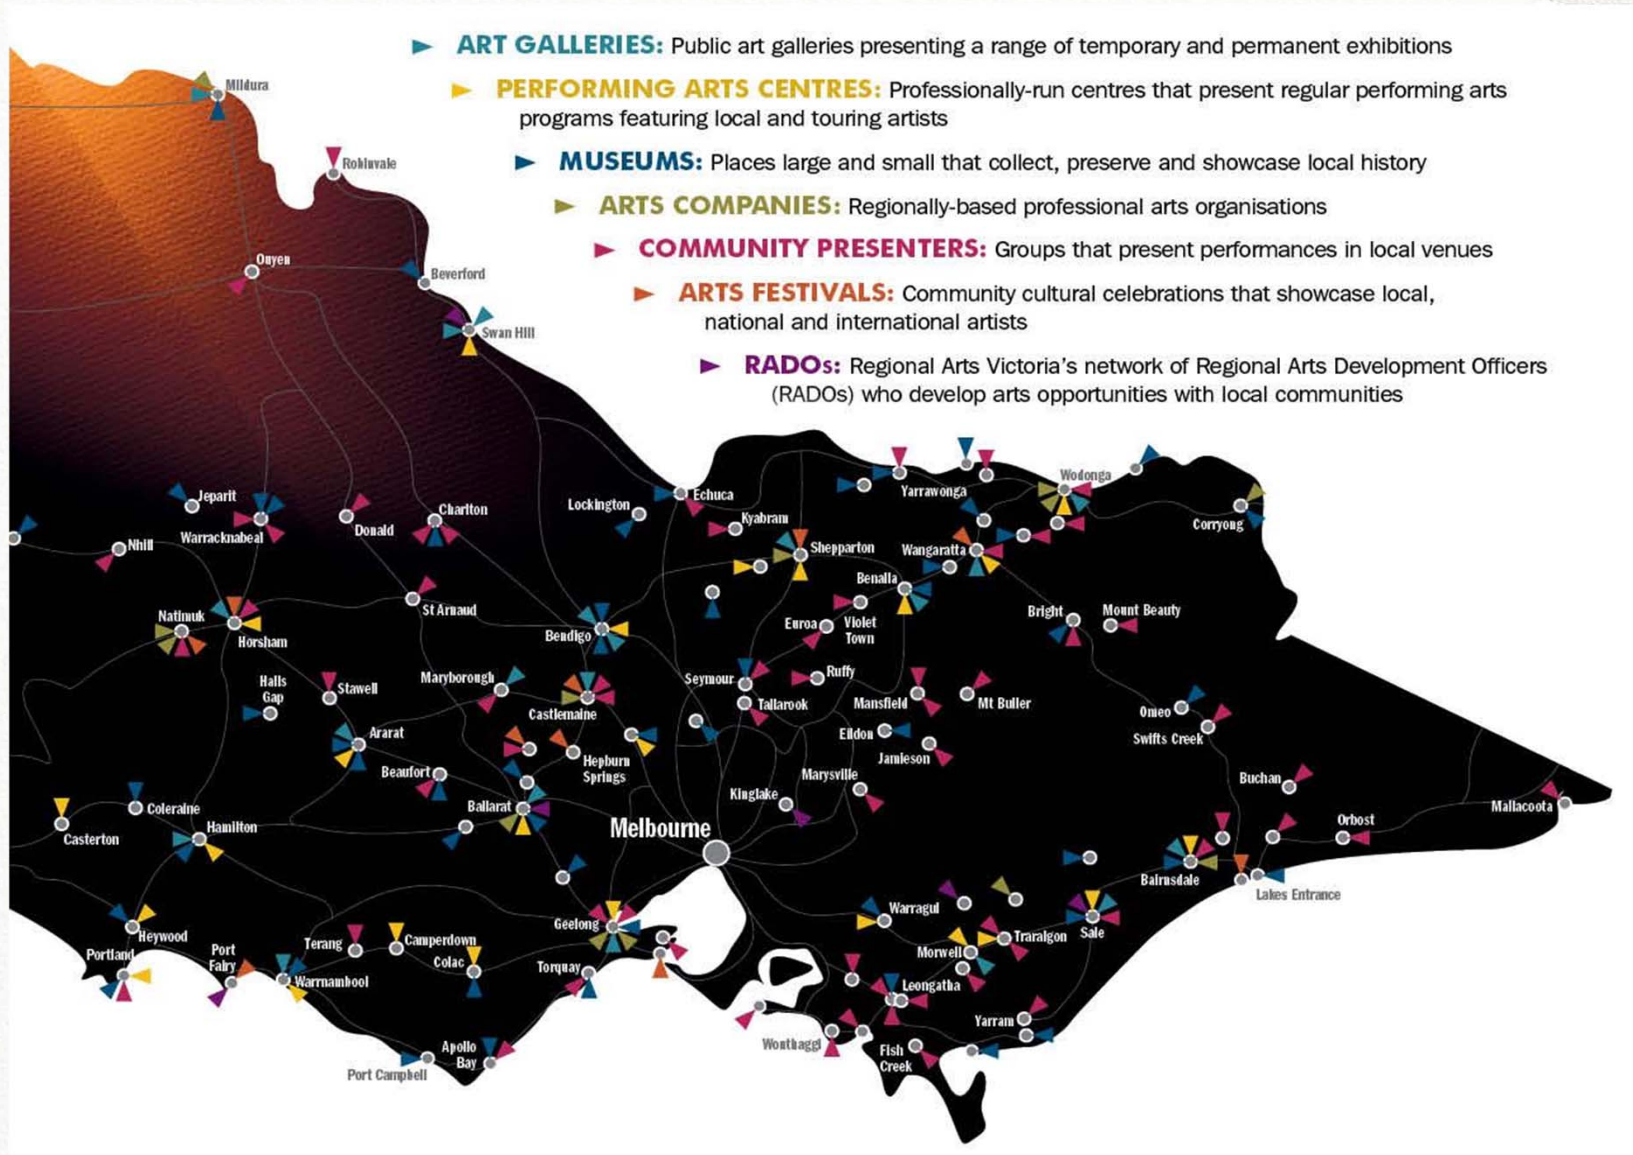 ART GALLERIES: Public art galleries presenting a range of temporary and permanent exhibitions
PERFORMING ARTS CENTRES: Professionally-run centres that present regular performing arts
programs featuring local and touring artists
MUSEUMS: Places large and small that collect, preserve and showcase local history
ARTS COMPANIES: Regionally-based professional arts organisations
COMMUNITY PRESENTERS: Groups that present performances in local venues
ARTS FESTIVALS: Community cultural celebrations that showcase local,
national and international artists
RADOs: Regional Arts Victoria's network of Regional Arts Development Officers
(RADOs) who develop arts opportunities with local communities
Mildura
Robinvale
Ouyen
Beverford
Swan Hill
Jeparit
Warracknabeal
Nhill
Donald
Charlton
Lockington
Echuca
Kyabram
Yarrawonga
Wodonga
Corryong
Shepparton
Wangaratta
Benalla
Natimuk
Horsham
St Arnaud
Bendigo
Euroa
Violet
Town
Bright
Mount Beauty
Halls
Gap
Stawell
Maryborough
Castlemaine
Seymour
Tallarook
Ruffy
Mansfield
Mt Buller
Omeo
Swifts Creek
Ararat
Beaufort
Hepburn
Springs
Eildon
Jamieson
Marysville
Kinglake
Buchan
Mallacoota
Orbost
Coleraine
Casterton
Hamilton
Ballarat
Melbourne
Bairnsdale
Lakes Entrance
Heywood
Portland
Port
Fairy
Terang
Camperdown
Colac
Warrnambool
Geelong
Torquay
Warragul
Morwell
Traralgon
Sale
Leongatha
Yarram
Wonthaggi
Fish
Creek
Apollo
Bay
Port Campbell